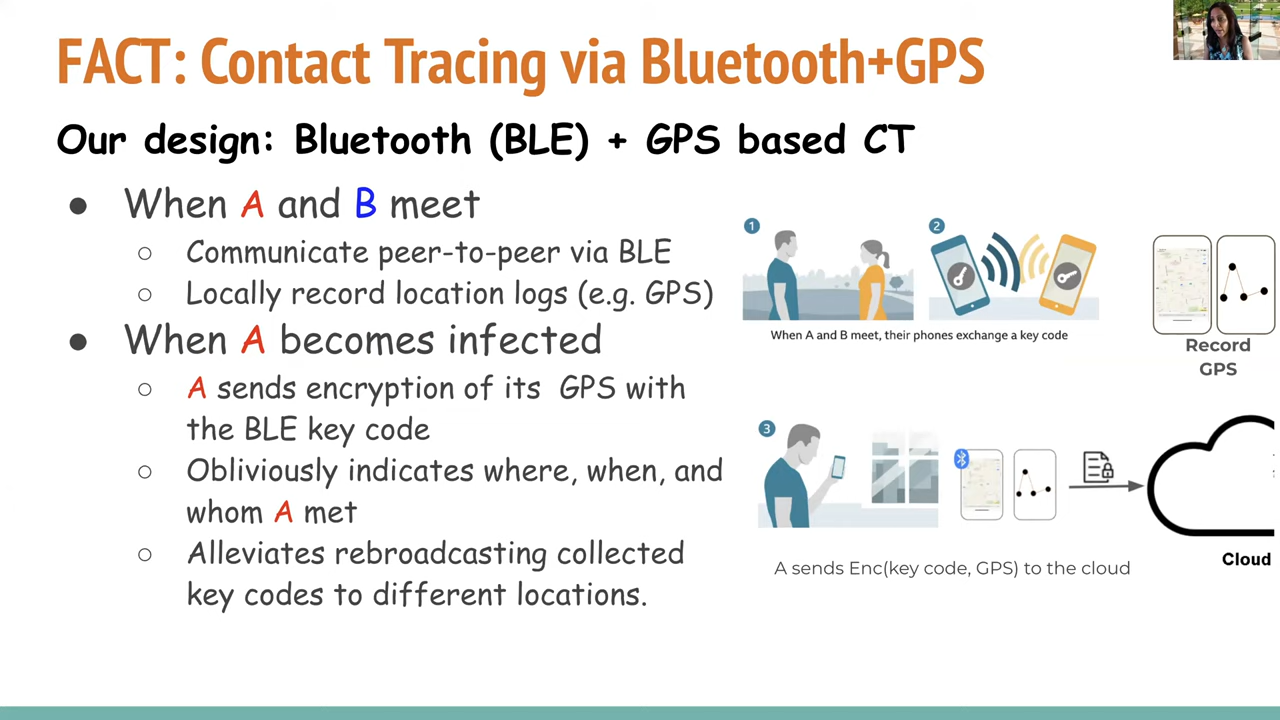 FACT: Contact Tracing via Bluetooth+GPS
Our design: Bluetooth (BLE) + GPS based CT
● When A and B meet
○ Communicate peer-to-peer via BLE
○ Locally record location logs (e.g. GPS)
● When A becomes infected
○ A sends encryption of its GPS with
the BLE key code
○ Obliviously indicates where, when, and
whom A met
○ Alleviates rebroadcasting collected
key codes to different locations.
1
2
When A and B meet, their phones exchange a key code
Record
GPS
3
A sends Enc(key code, GPS) to the cloud
Cloud